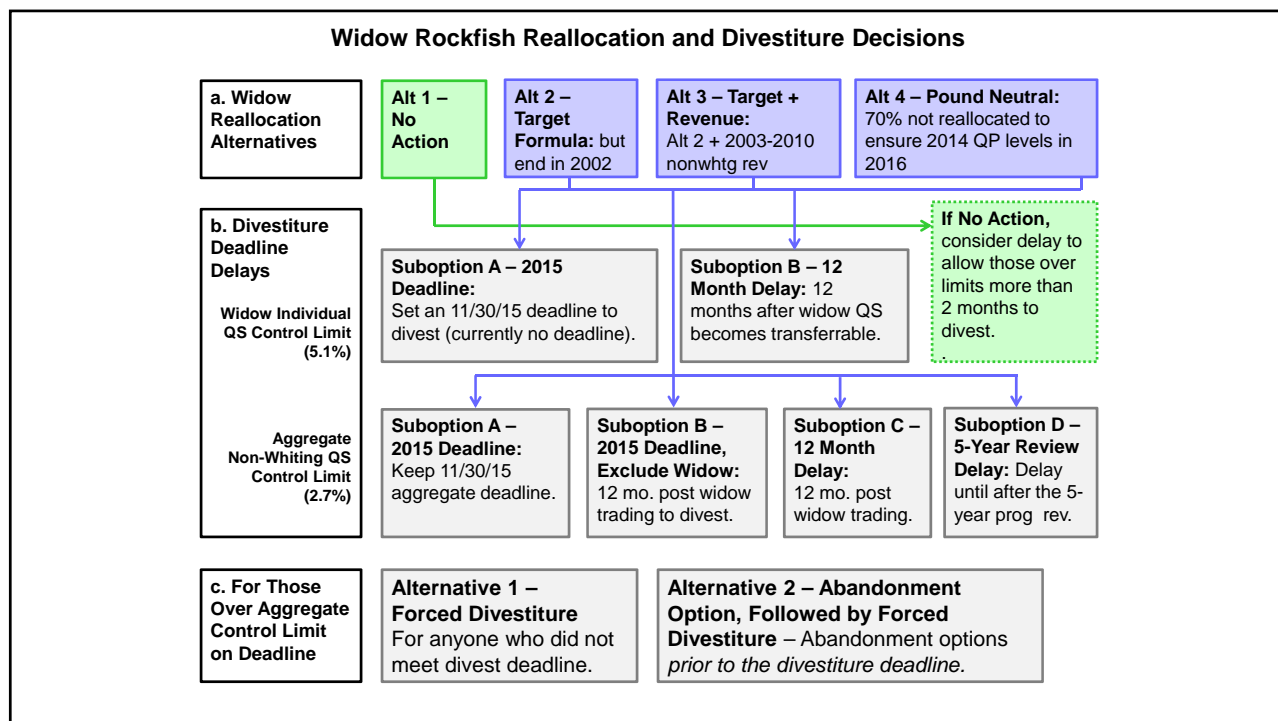 Widow Rockfish Reallocation and Divestiture Decisions
a. Widow
Reallocation
Alternatives
Alt 1 –
No
Action
Alt 2 –
Target
Formula: but
end in 2002
Alt 3 – Target +
Revenue:
Alt 2 + 2003-2010
nonwhtg rev
Alt 4 – Pound Neutral:
70% not reallocated to
ensure 2014 QP levels in
2016
b. Divestiture
Deadline
Delays
Widow Individual
QS Control Limit
(5.1%)
Aggregate
Non-Whiting QS
Control Limit
(2.7%)
Suboption A – 2015
Deadline:
Set an 11/30/15 deadline to
divest (currently no deadline).
Suboption B – 12
Month Delay: 12
months after widow QS
becomes transferrable.
If No Action,
consider delay to
allow those over
limits more than
2 months to
divest.
.
Suboption A –
2015 Deadline:
Keep 11/30/15
aggregate deadline.
Suboption B –
2015 Deadline,
Exclude Widow:
12 mo. post widow
trading to divest.
Suboption C –
12 Month
Delay:
12 mo. post
widow trading.
Suboption D –
5-Year Review
Delay: Delay
until after the 5-
year prog rev.
c. For Those
Over Aggregate
Control Limit
on Deadline
Alternative 1 –
Forced Divestiture
For anyone who did not
meet divest deadline.
Alternative 2 – Abandonment
Option, Followed by Forced
Divestiture – Abandonment options
prior to the divestiture deadline.